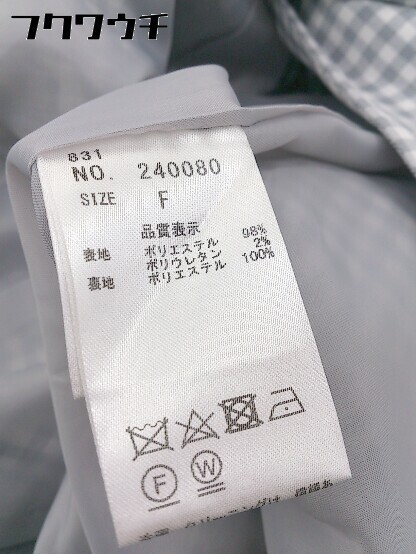 フクワウチ
831
NO. 240080
SIZE F
品質表示
表地 ポリエステル 98%
ポリウレタン 2%
裏地 ポリエステル 100%
F W